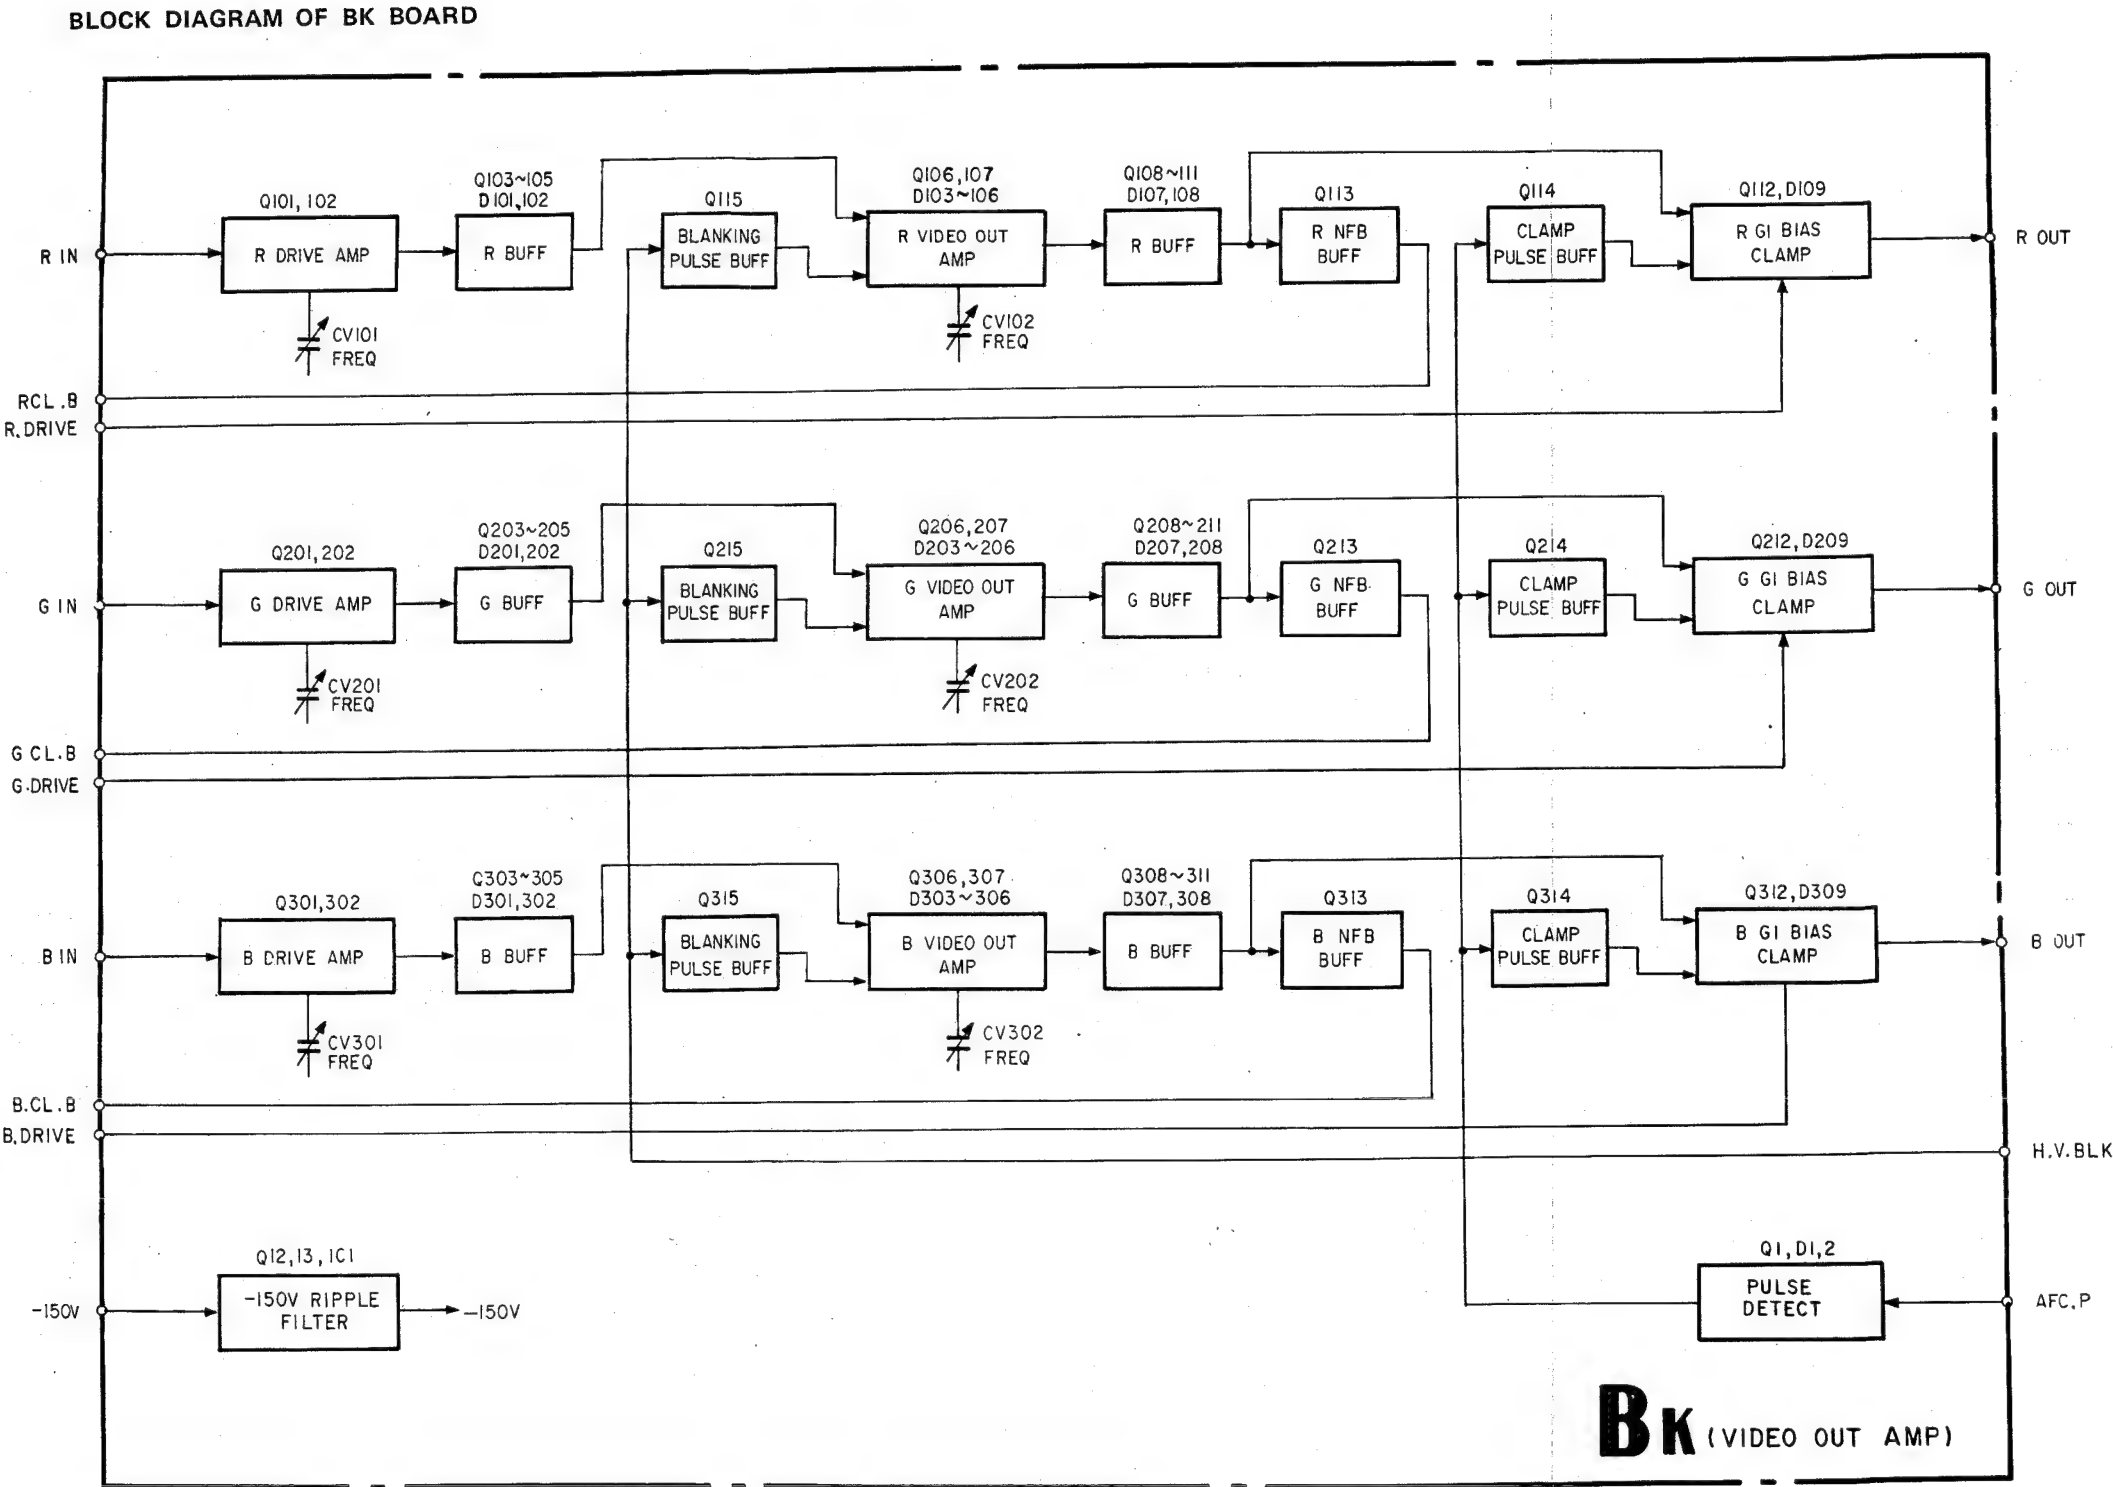 BLOCK DIAGRAM OF BK BOARD
Q101,102
Q103~105
D101,102
Q115
Q106,107
D103~106
Q108~111
D107,108
Q113
Q114
Q112,D109
R IN
R DRIVE AMP
R BUFF
BLANKING
PULSE BUFF
R VIDEO OUT
AMP
R BUFF
R NFB
BUFF
CLAMP
PULSE BUFF
R G1 BIAS
CLAMP
R OUT
CV101
FREQ
CV102
FREQ
RCL.B
R.DRIVE
Q201,202
Q203~205
D201,202
Q215
Q206,207
D203~206
Q208~211
D207,208
Q213
Q214
Q212,D209
G IN
G DRIVE AMP
G BUFF
BLANKING
PULSE BUFF
G VIDEO OUT
AMP
G BUFF
G NFB
BUFF
CLAMP
PULSE BUFF
G G1 BIAS
CLAMP
G OUT
CV201
FREQ
CV202
FREQ
G CL.B
G.DRIVE
Q301,302
Q303~305
D301,302
Q315
Q306,307
D303~306
Q308~311
D307,308
Q313
Q314
Q312,D309
B IN
B DRIVE AMP
B BUFF
BLANKING
PULSE BUFF
B VIDEO OUT
AMP
B BUFF
B NFB
BUFF
CLAMP
PULSE BUFF
B G1 BIAS
CLAMP
B OUT
CV301
FREQ
CV302
FREQ
B.CL.B
B.DRIVE
H.V.BLK
Q12,13,IC1
-150V
-150V RIPPLE
FILTER
-150V
Q1,D1,2
PULSE
DETECT
AFC.P
BK (VIDEO OUT AMP)